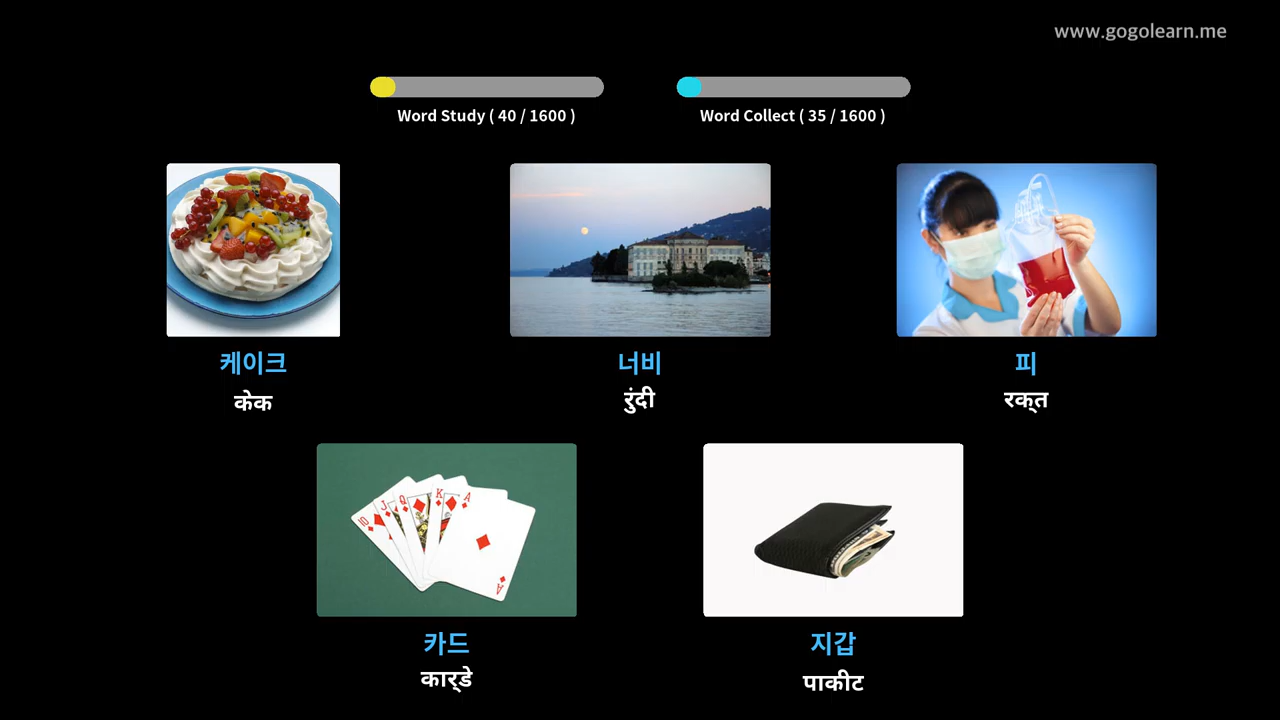 www.gogolearn.me
Word Study ( 40 / 1600 )
Word Collect ( 35 / 1600 )
케이크
너비
피
केक
रुंदी
रक्त
카드
지갑
कार्डे
पाकीट